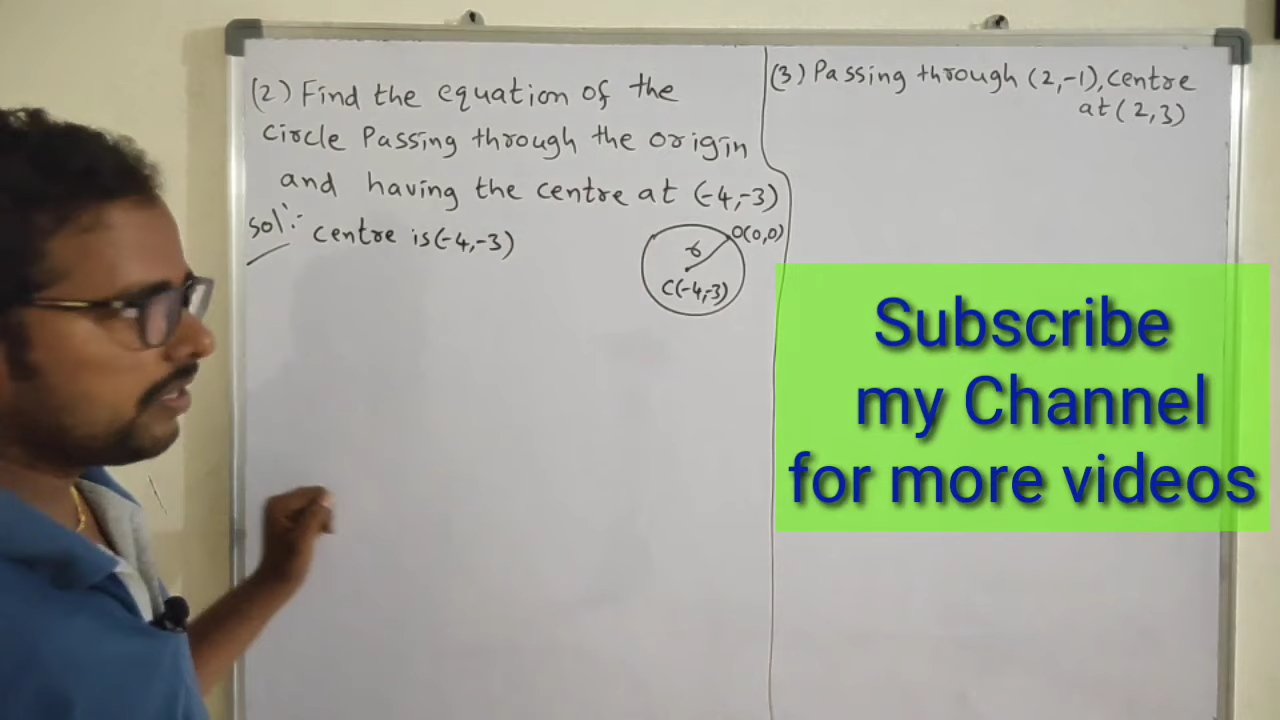 (2) Find the equation of the
Circle Passing through the origin
and having the centre at (-4,-3)
Sol:- centre is (-4,-3)
O(0,0)
r
C(-4,-3)
(3) Passing through (2,-1), Centre
at (2,3)
Subscribe
my Channel
for more videos